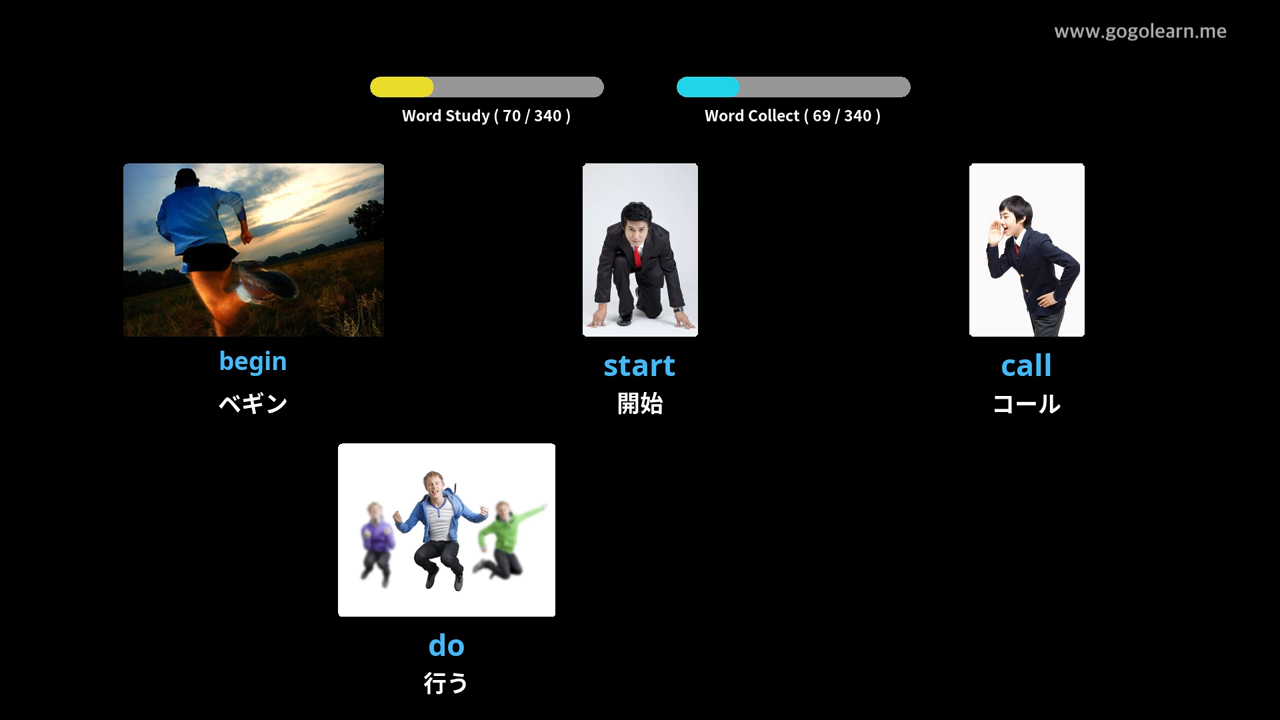 www.gogolearn.me
Word Study ( 70 / 340 )
Word Collect ( 69 / 340 )
begin
ベギン
start
開始
call
コール
do
行う